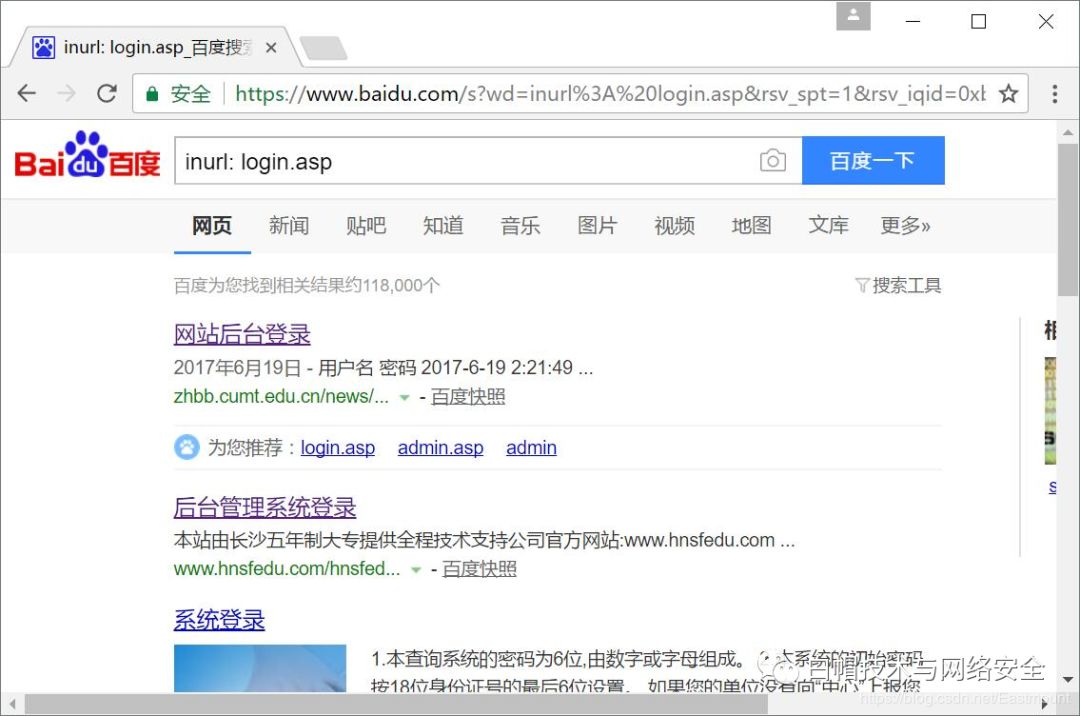 inurl: login.asp_百度搜
安全 https://www.baidu.com/s?wd=inurl%3A%20login.asp&rsv_spt=1&rsv_iqid=0xb
Bai du 百度 inurl: login.asp 百度一下
网页 新闻 贴吧 知道 音乐 图片 视频 地图 文库 更多»
百度为您找到相关结果约118,000个 搜索工具
网站后台登录
2017年6月19日 - 用户名 密码 2017-6-19 2:21:49 ...
zhbb.cumt.edu.cn/news/... - 百度快照
为您推荐: login.asp admin.asp admin
后台管理系统登录
本站由长沙五年制大专提供全程技术支持公司官方网站:www.hnsfedu.com ...
www.hnsfedu.com/hnsfed... - 百度快照
系统登录
1.本查询系统的密码为6位,由数字或字母组成。 2.本系统的初始密码
按18位身份证号的最后6位设置。 如果您的单位没有向“中心”上报您
白帽技术与网络安全
https://blog.csdn.net/Eastmount